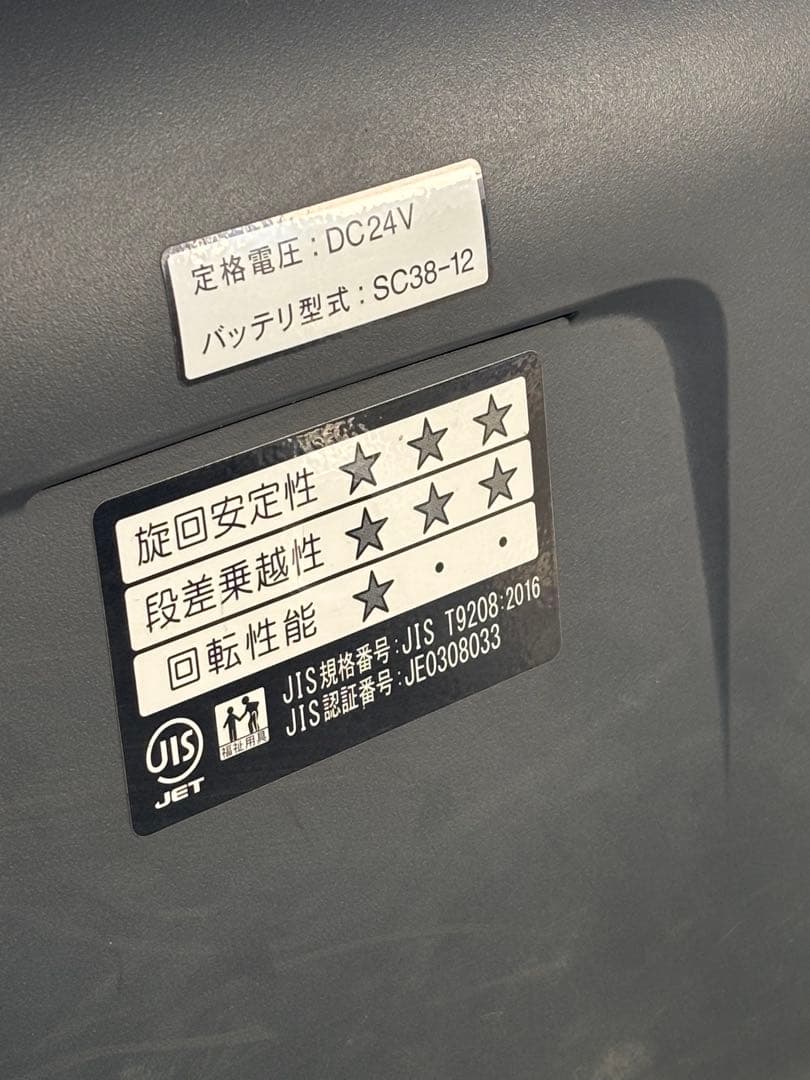 定格電圧：DC24V
バッテリ型式：SC38-12
旋回安定性 ★ ★ ★
段差乗越性 ★ ★ ★
回転性能 ★ ・ ・
JIS規格番号:JIS T9208:2016
JIS認証番号:JE0308033
JIS
JET
福祉用具